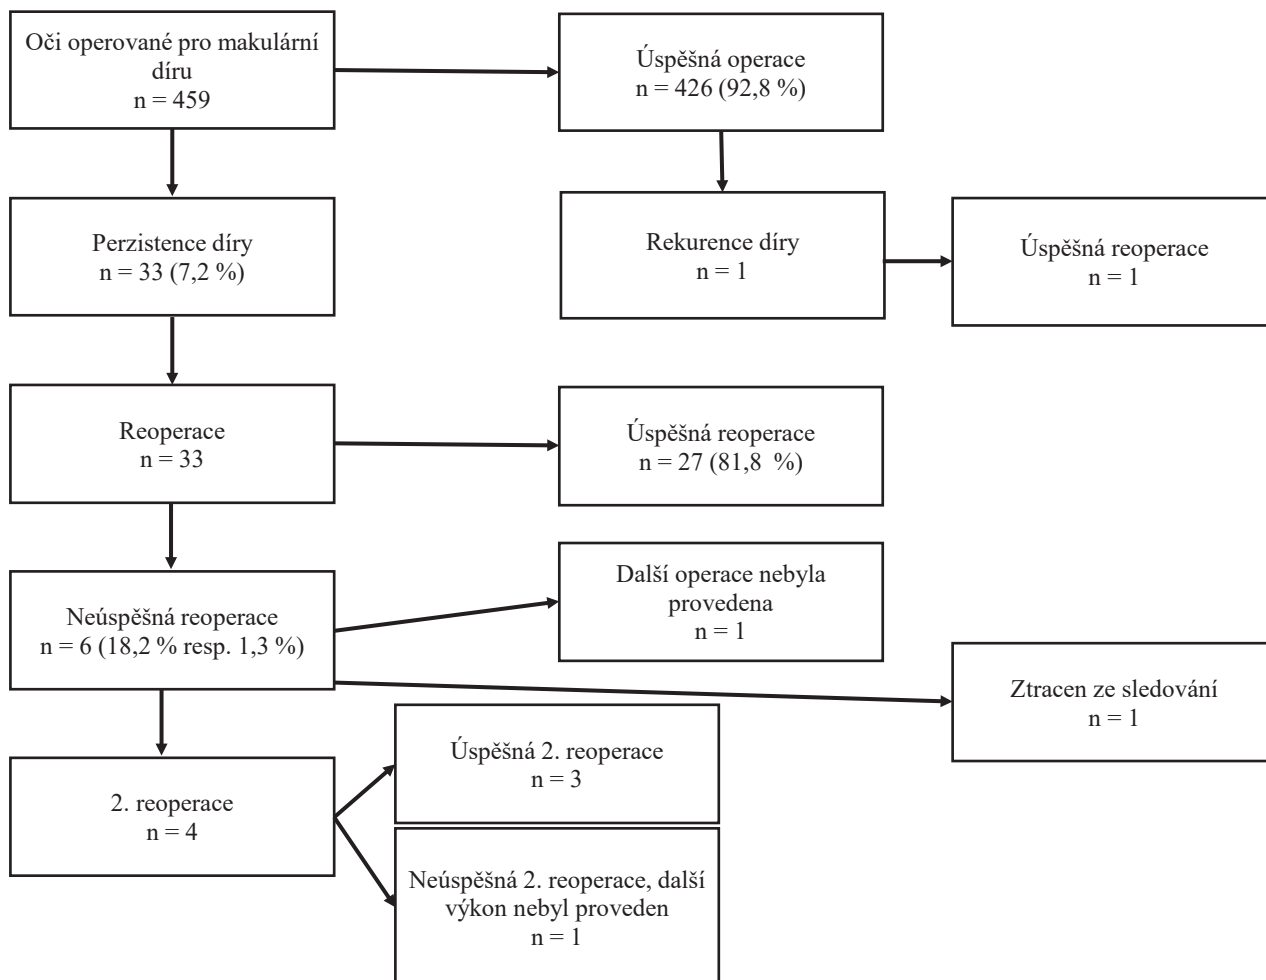 Oči operované pro makulární
díru
n = 459
Úspěšná operace
n = 426 (92,8 %)
Perzistence díry
n = 33 (7,2 %)
Rekurence díry
n = 1
Úspěšná reoperace
n = 1
Reoperace
n = 33
Úspěšná reoperace
n = 27 (81,8 %)
Neúspěšná reoperace
n = 6 (18,2 % resp. 1,3 %)
Další operace nebyla
provedena
n = 1
Ztracen ze sledování
n = 1
2. reoperace
n = 4
Úspěšná 2. reoperace
n = 3
Neúspěšná 2. reoperace, další
výkon nebyl proveden
n = 1